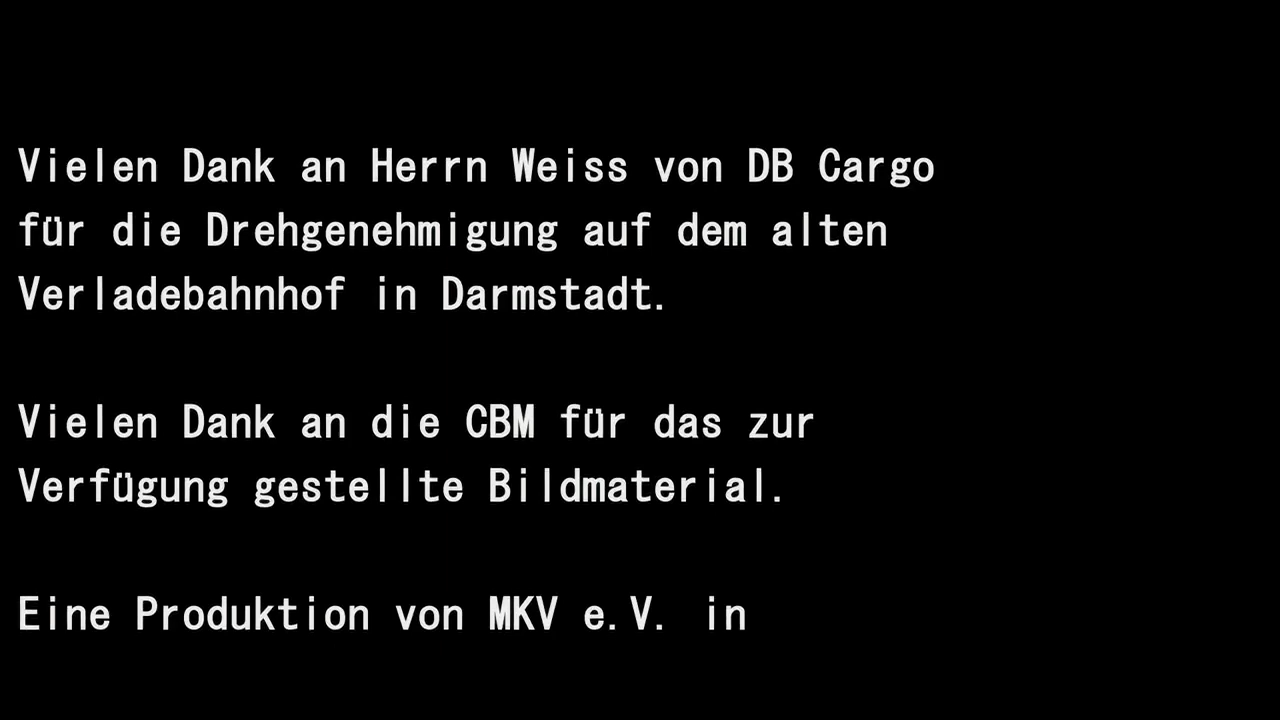 Vielen Dank an Herrn Weiss von DB Cargo
für die Drehgenehmigung auf dem alten
Verladebahnhof in Darmstadt.
Vielen Dank an die CBM für das zur
Verfügung gestellte Bildmaterial.
Eine Produktion von MKV e.V. in